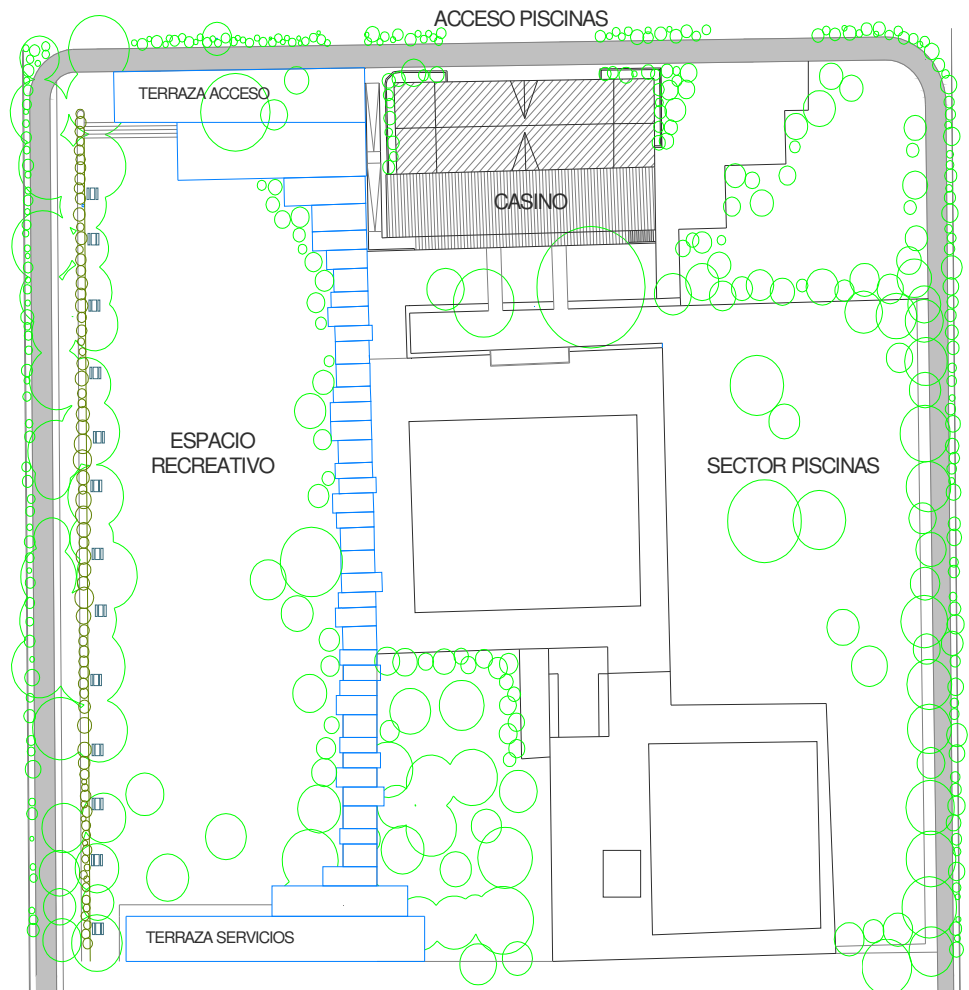 ACCESO PISCINAS
TERRAZA ACCESO
CASINO
ESPACIO
RECREATIVO
SECTOR PISCINAS
TERRAZA SERVICIOS